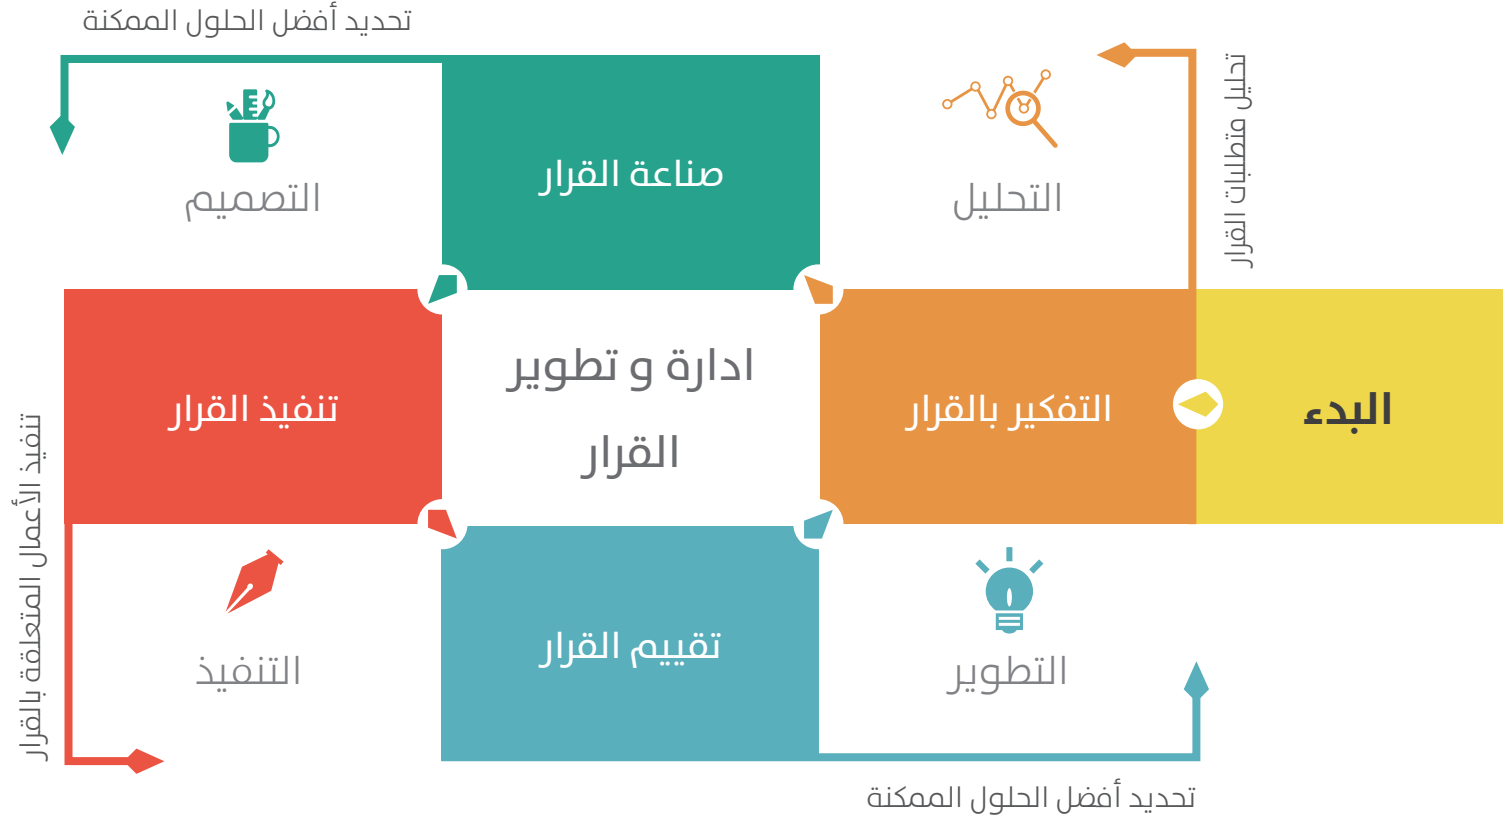 تحديد أفضل الحلول الممكنة
تحليل متطلبات القرار
التحليل
صناعة القرار
التصميم
البدء
التفكير بالقرار
ادارة و تطوير
القرار
تنفيذ القرار
تنفيذ الأعمال المتعلقة بالقرار
التطوير
تقييم القرار
التنفيذ
تحديد أفضل الحلول الممكنة